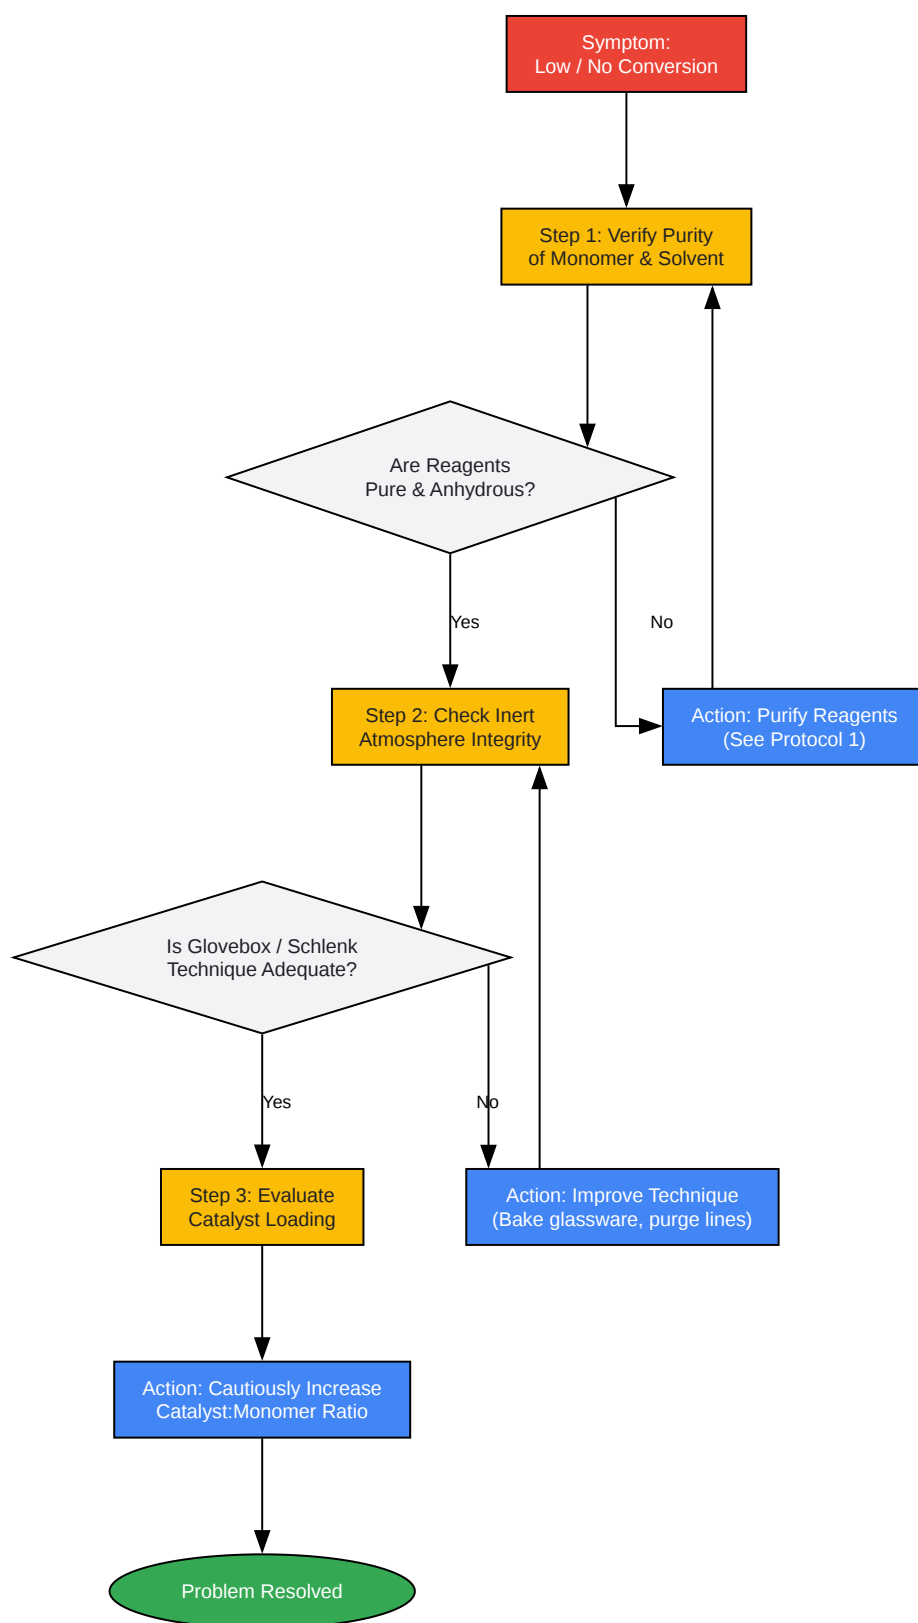 Symptom:
Low / No Conversion
Step 1: Verify Purity
of Monomer & Solvent
Are Reagents
Pure & Anhydrous?
Yes
No
Step 2: Check Inert
Atmosphere Integrity
Action: Purify Reagents
(See Protocol 1)
Is Glovebox / Schlenk
Technique Adequate?
Yes
No
Step 3: Evaluate
Catalyst Loading
Action: Improve Technique
(Bake glassware, purge lines)
Action: Cautiously Increase
Catalyst:Monomer Ratio
Problem Resolved